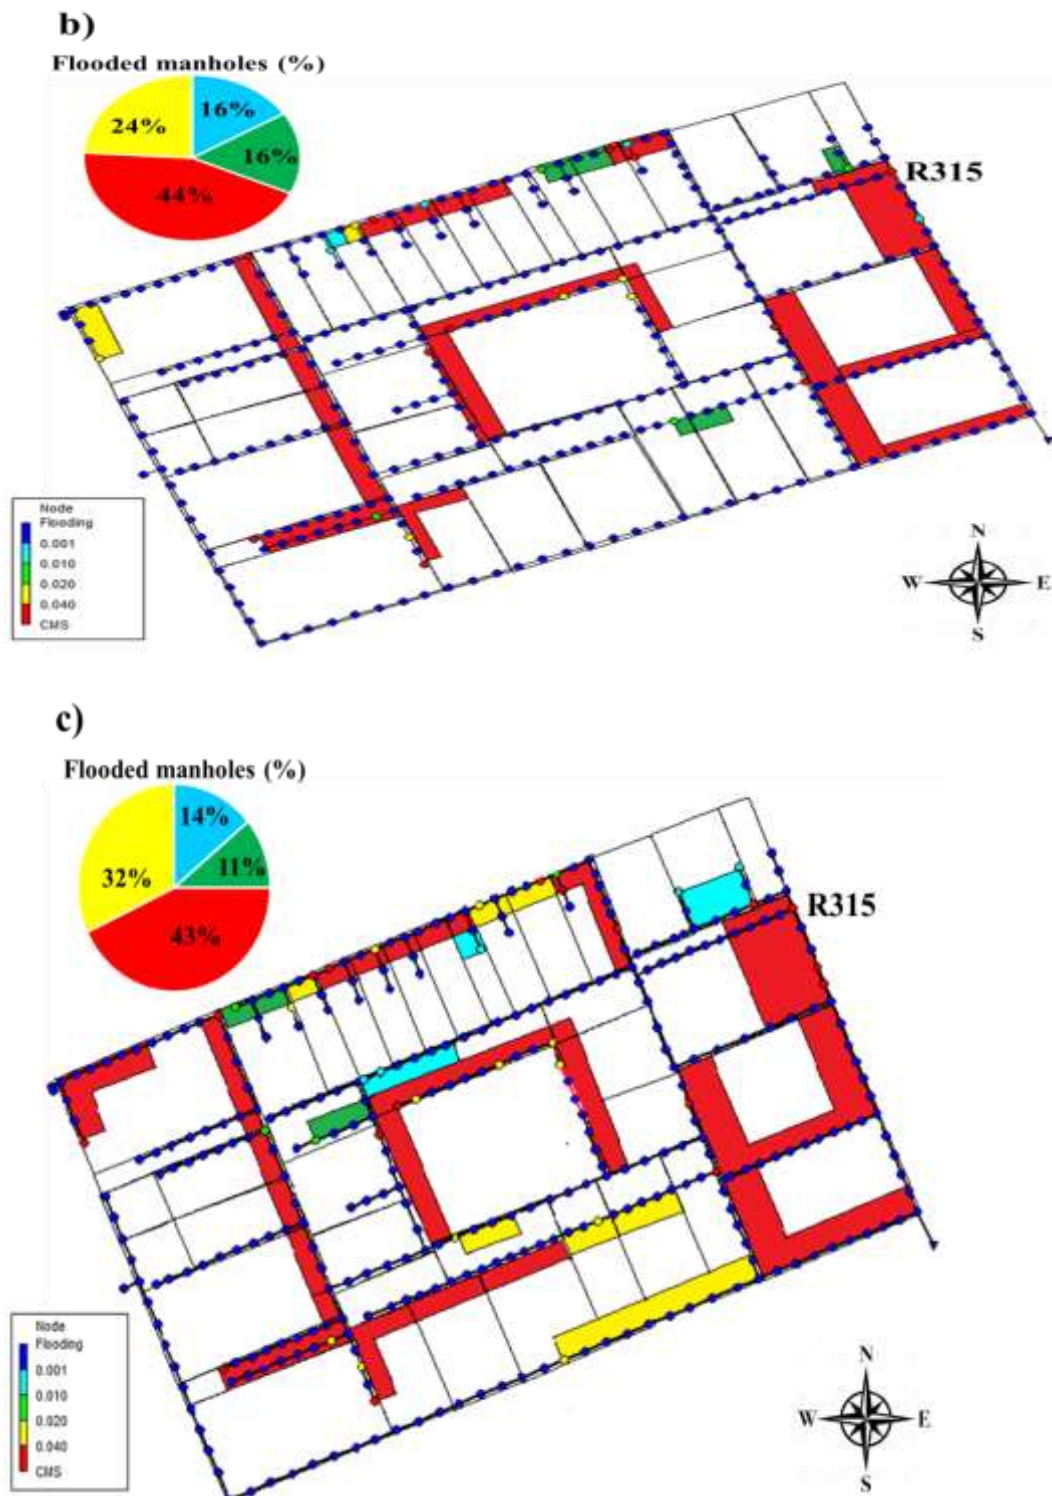 b)
Flooded manholes (%)
16%
24%
16%
44%
R315
Node
Flooding
0.001
0.010
0.020
0.040
CMS
N
W
E
S
c)
Flooded manholes (%)
14%
11%
32%
43%
R315
Node
Flooding
0.001
0.010
0.020
0.040
CMS
N
W
E
S